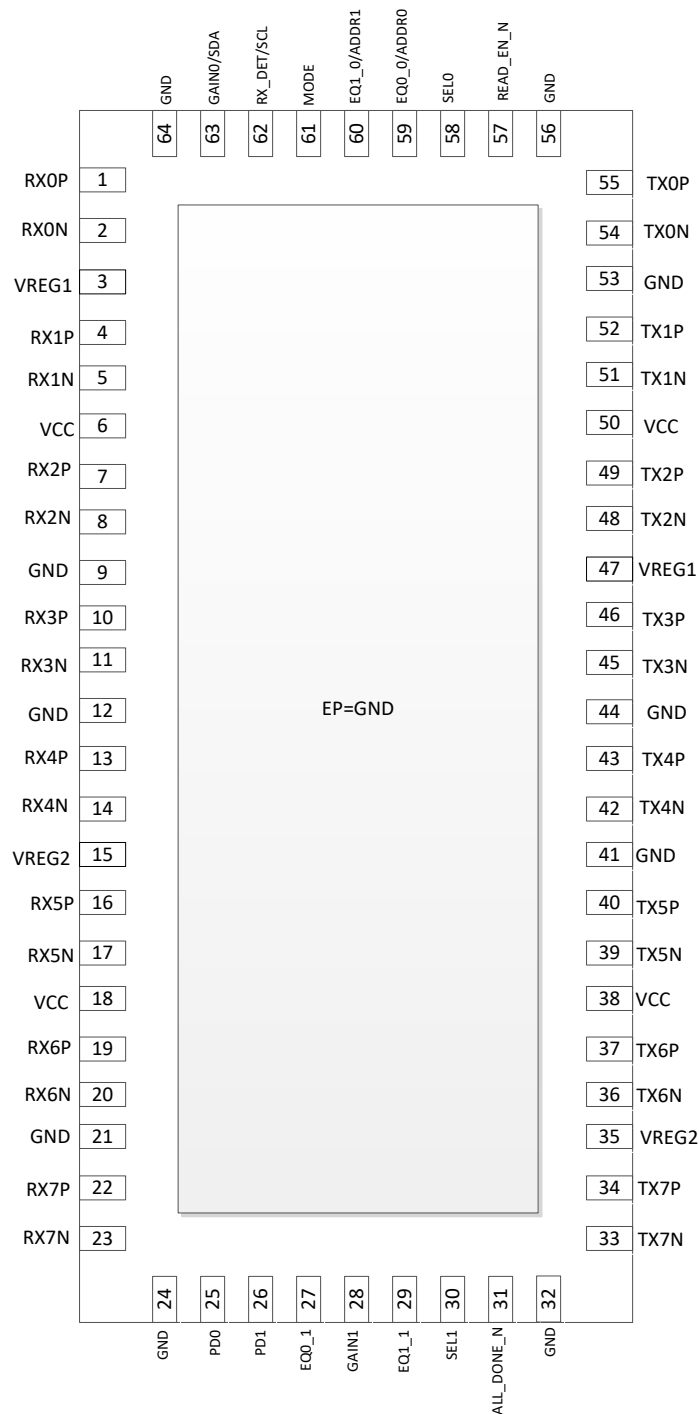 GND
GAIN0/SDA
RX_DET/SCL
MODE
EQ1_0/ADDR1
EQ0_0/ADDR0
SEL0
READ_EN_N
GND
64
63
62
61
60
59
58
57
56
RX0P 1
RX0N 2
VREG1 3
RX1P 4
RX1N 5
VCC 6
RX2P 7
RX2N 8
GND 9
RX3P 10
RX3N 11
GND 12
RX4P 13
RX4N 14
VREG2 15
RX5P 16
RX5N 17
VCC 18
RX6P 19
RX6N 20
GND 21
RX7P 22
RX7N 23
EP=GND
55 TX0P
54 TX0N
53 GND
52 TX1P
51 TX1N
50 VCC
49 TX2P
48 TX2N
47 VREG1
46 TX3P
45 TX3N
44 GND
43 TX4P
42 TX4N
41 GND
40 TX5P
39 TX5N
38 VCC
37 TX6P
36 TX6N
35 VREG2
34 TX7P
33 TX7N
24
25
26
27
28
29
30
31
32
GND
PD0
PD1
EQ0_1
GAIN1
EQ1_1
SEL1
ALL_DONE_N
GND